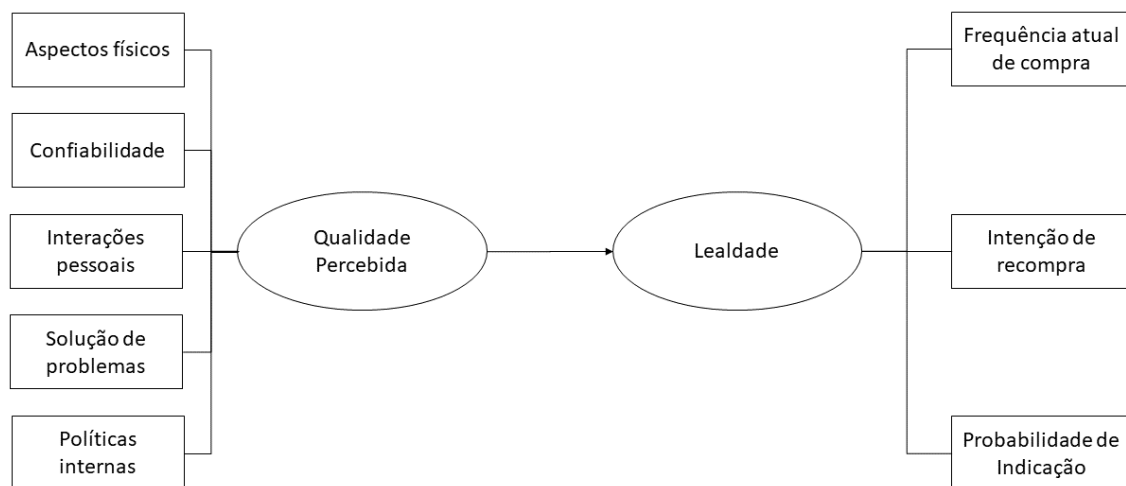 Aspectos físicos
Confiabilidade
Interações
pessoais
Solução de
problemas
Políticas
internas
Qualidade
Percebida
Lealdade
Frequência atual
de compra
Intenção de
recompra
Probabilidade de
Indicação